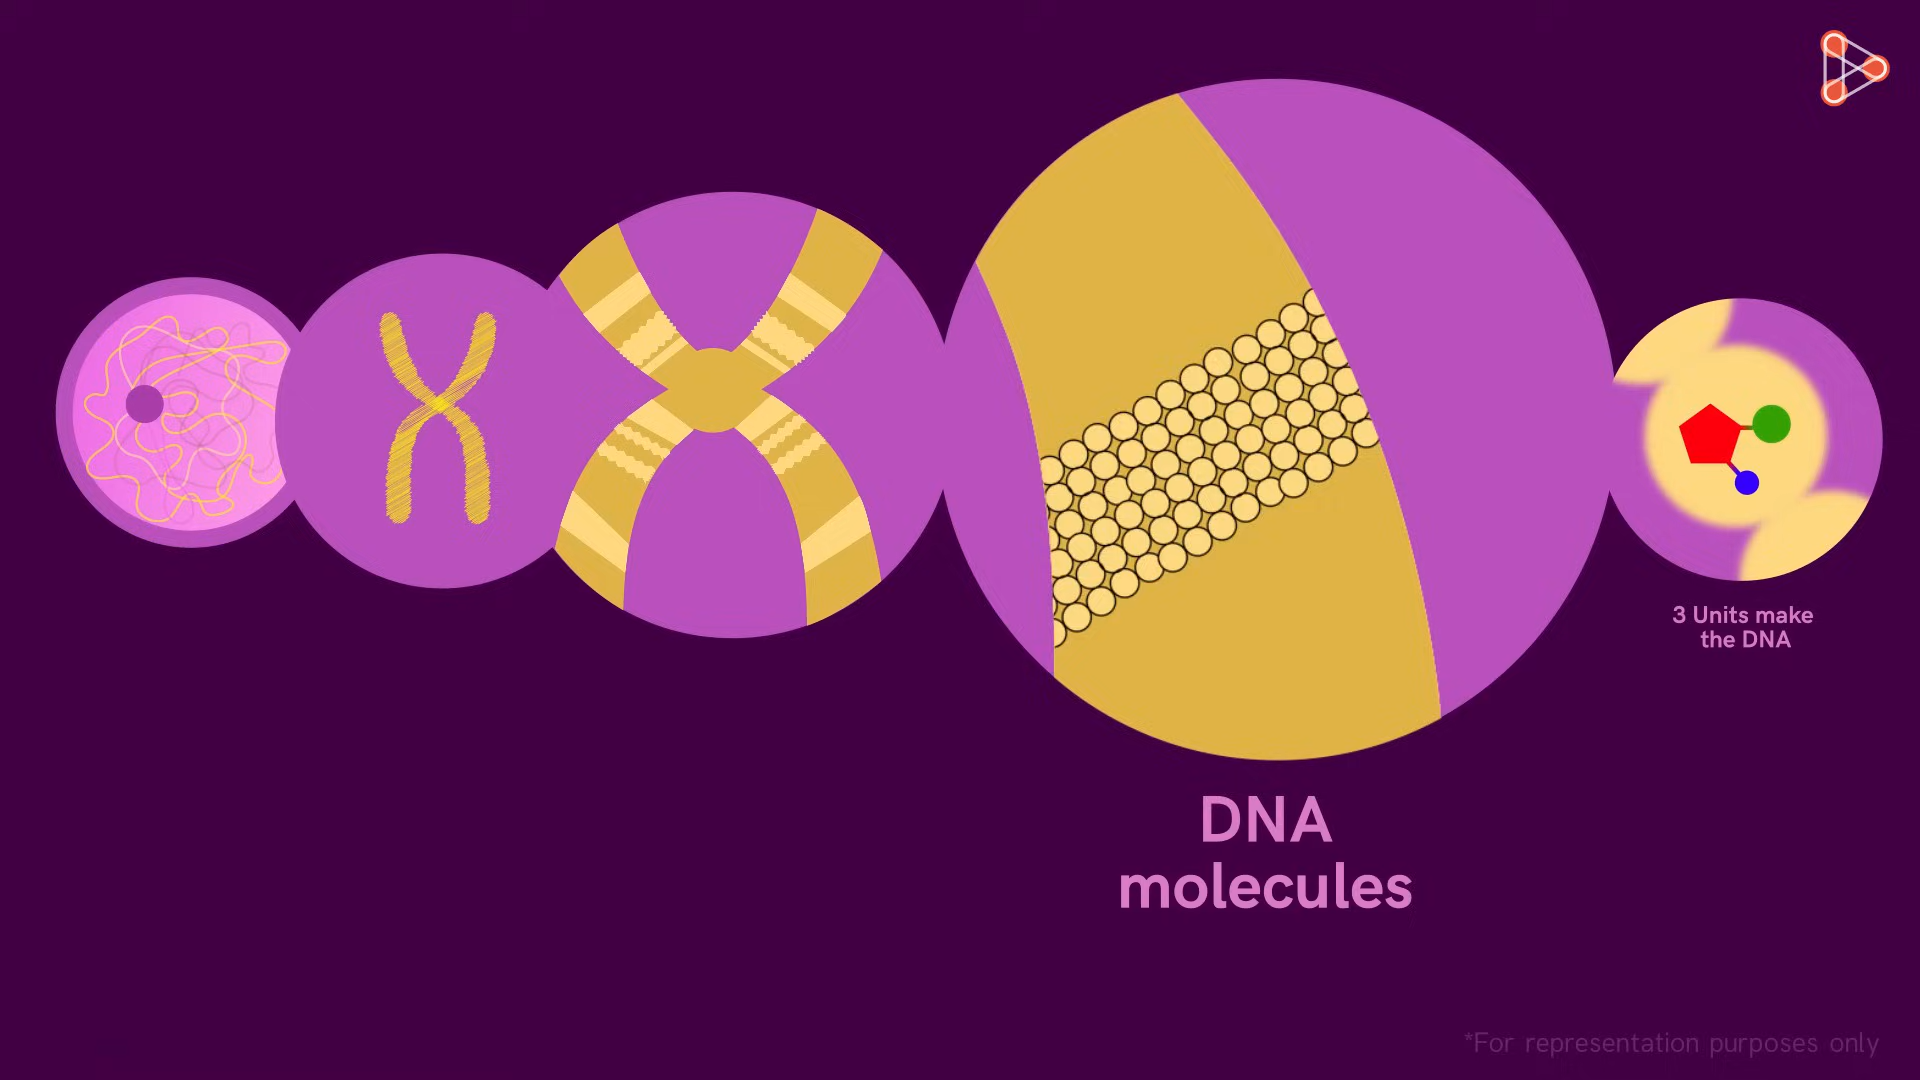 3 Units make
the DNA
DNA
molecules
*For representation purposes only